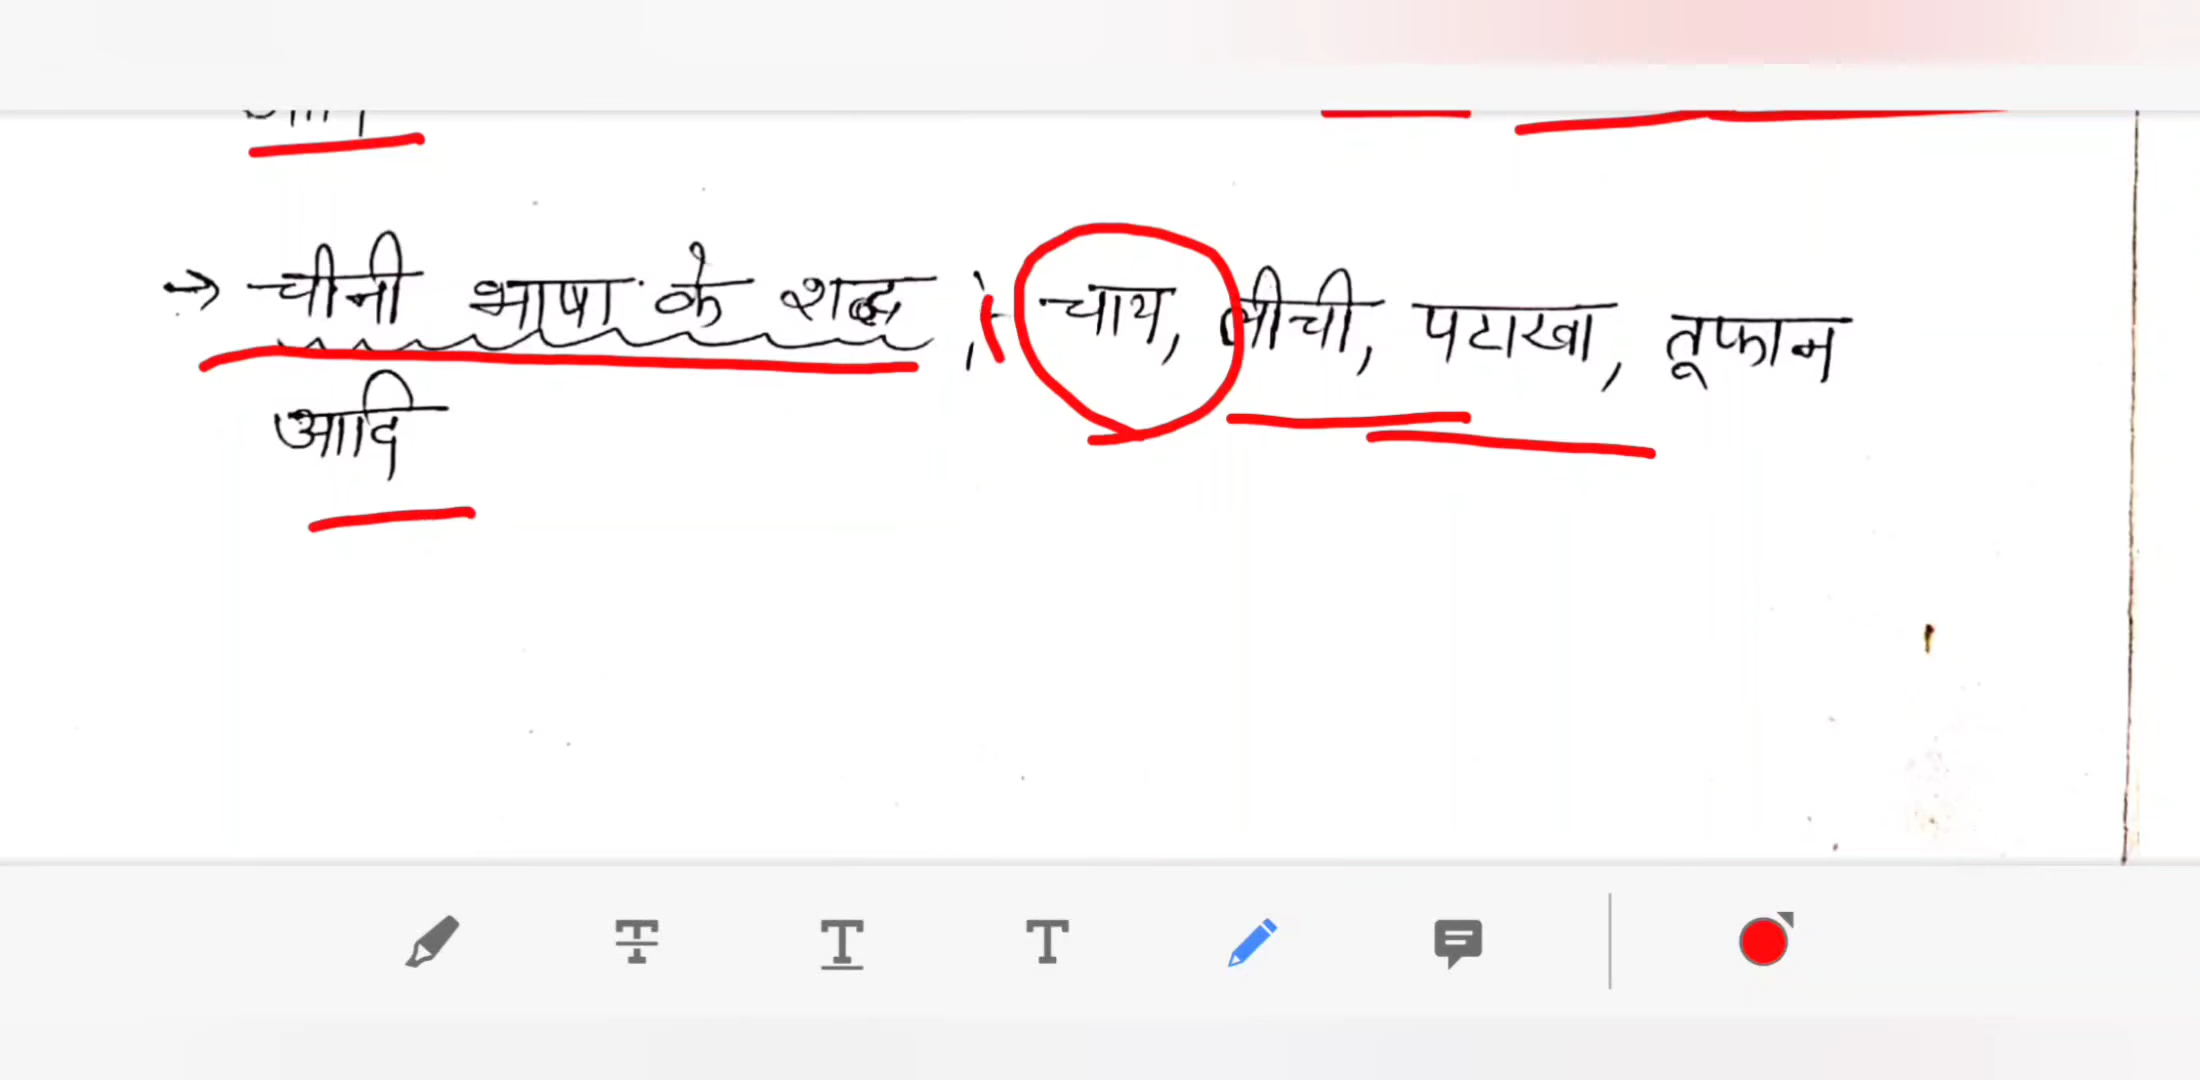 → चीनी भाषा के शब्द :- चाय, लीची, पटाखा, तूफान
आदि